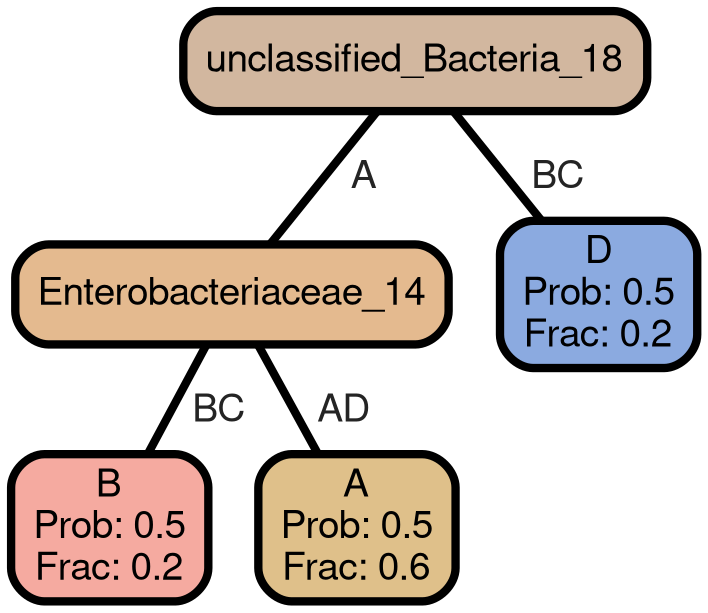 unclassified_Bacteria_18
A
BC
D
Prob: 0.5
Frac: 0.2
Enterobacteriaceae_14
BC
AD
B
Prob: 0.5
Frac: 0.2
A
Prob: 0.5
Frac: 0.6